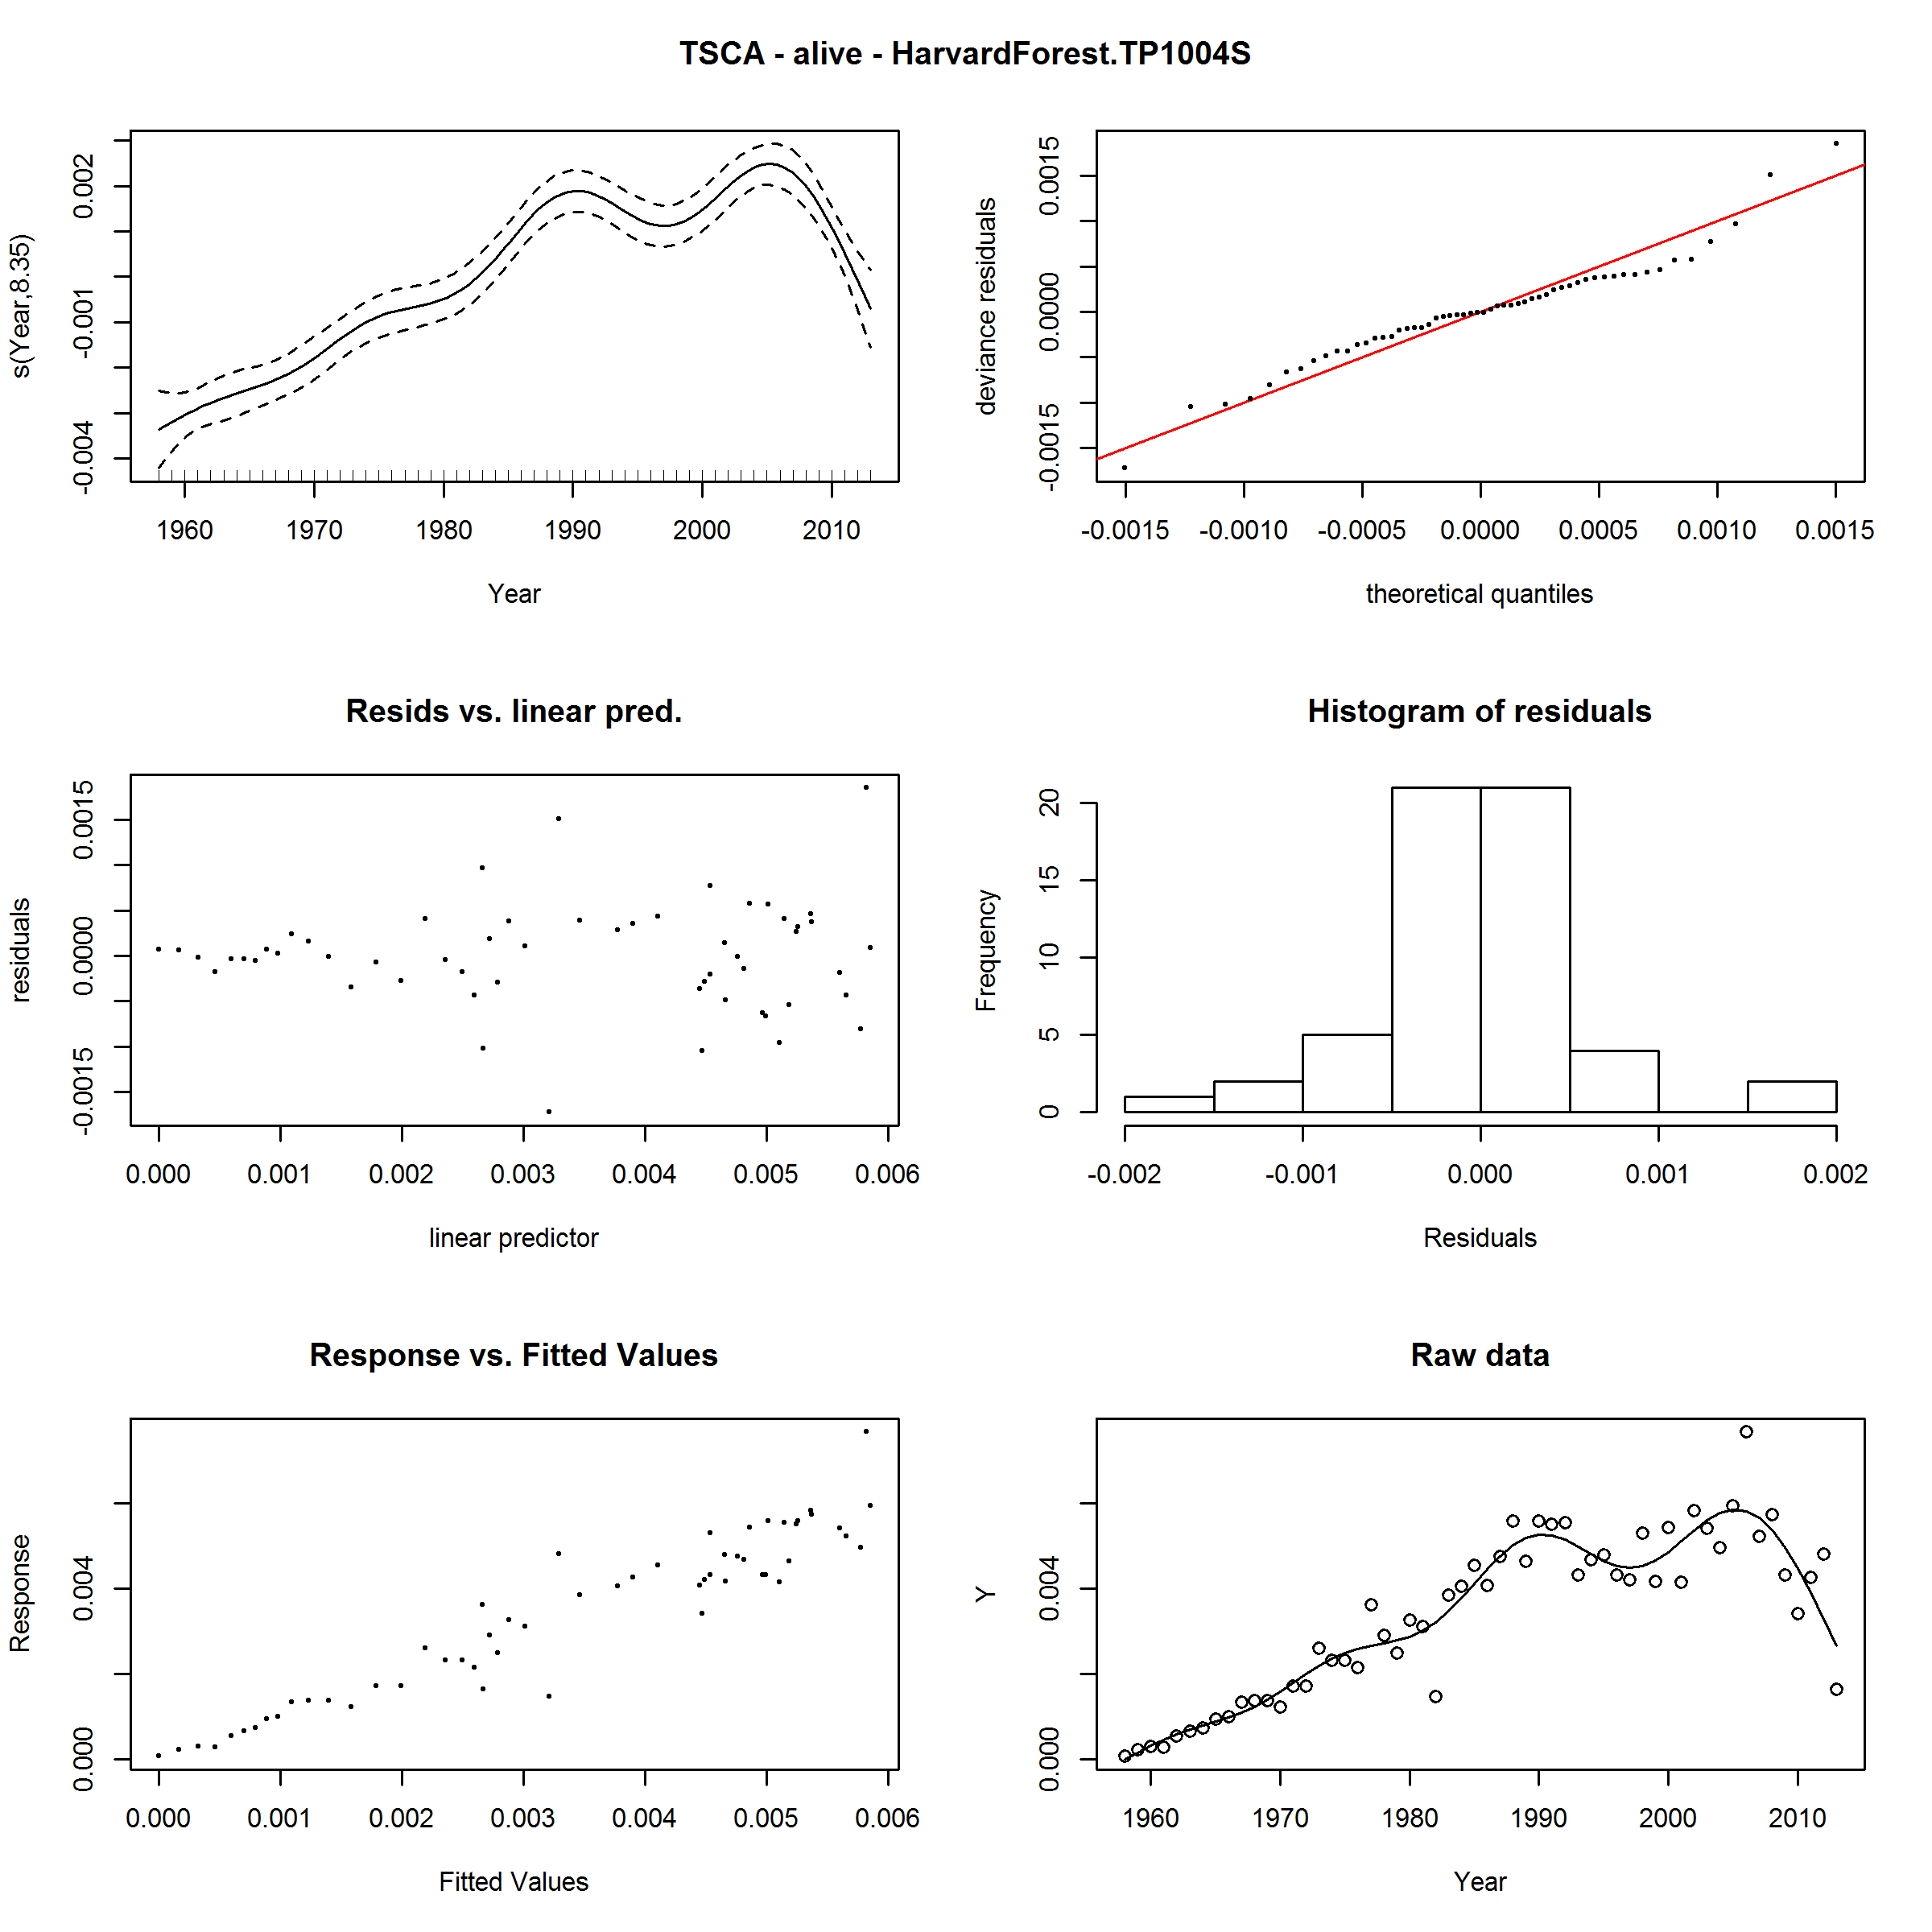 TSCA - alive - HarvardForest.TP1004S
s(Year,8.35)
0.002
-0.001
-0.004
1960 1970 1980 1990 2000 2010
Year
deviance residuals
0.0015
0.0000
-0.0015
-0.0015 -0.0010 -0.0005 0.0000 0.0005 0.0010 0.0015
theoretical quantiles
Resids vs. linear pred.
residuals
0.0015
0.0000
-0.0015
0.000 0.001 0.002 0.003 0.004 0.005 0.006
linear predictor
Histogram of residuals
Frequency
20
15
10
5
0
-0.002 -0.001 0.000 0.001 0.002
Residuals
Response vs. Fitted Values
Response
0.004
0.000
0.000 0.001 0.002 0.003 0.004 0.005 0.006
Fitted Values
Raw data
Y
0.004
0.000
1960 1970 1980 1990 2000 2010
Year